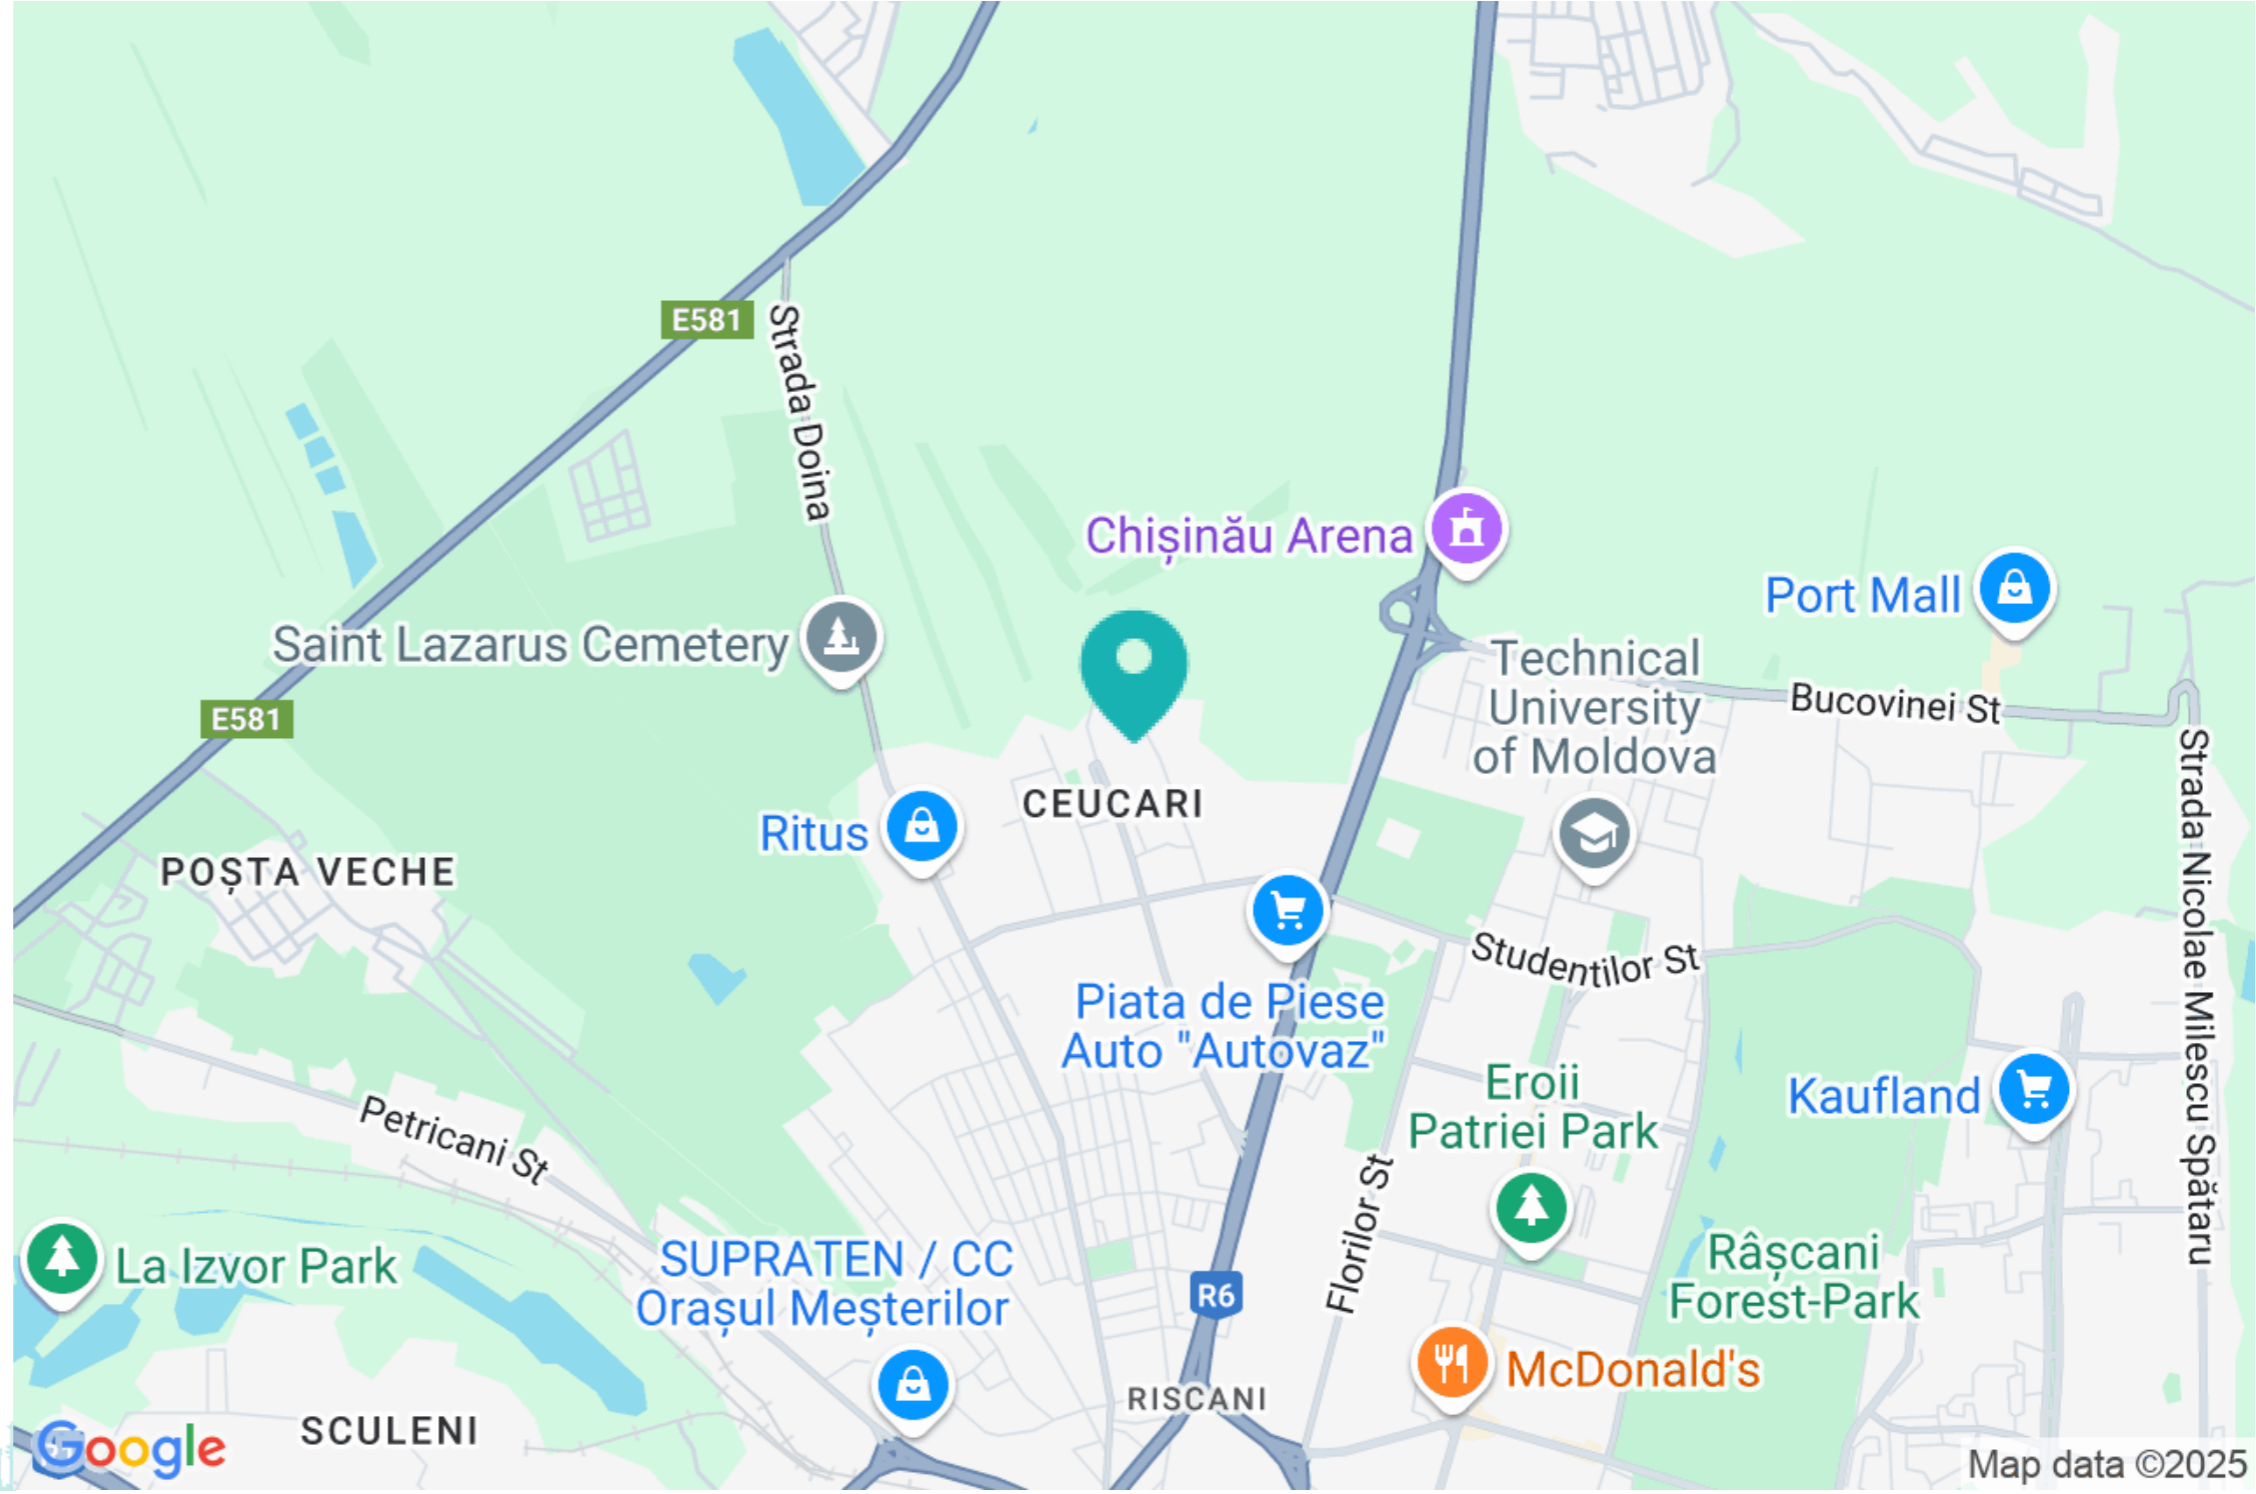 E581
Strada Doina
Chișinău Arena
Port Mall
Saint Lazarus Cemetery
Technical
University
of Moldova
Bucovinei St
E581
Strada Nicolae Milescu Spătaru
CEUCARI
Ritus
POȘTA VECHE
Studentilor St
Piata de Piese
Auto "Autovaz"
Eroii
Patriei Park
Kaufland
Petricani St
Florilor St
La Izvor Park
SUPRATEN / CC
Orașul Meșterilor
Râșcani
Forest-Park
R6
McDonald's
RISCANI
SCULENI
Google
Map data ©2025